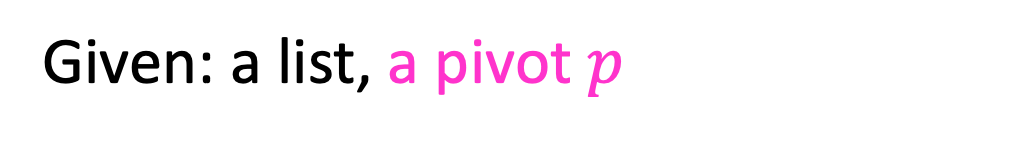 Given: a list, a pivot 𝑝